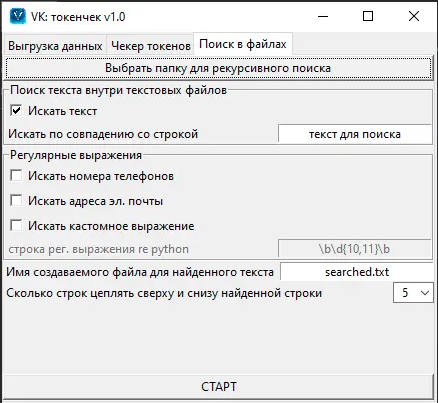 VK: токенчек v1.0
Выгрузка данных Чекер токенов Поиск в файлах
Выбрать папку для рекурсивного поиска
Поиск текста внутри текстовых файлов
Искать текст
Искать по совпадению со строкой текст для поиска
Регулярные выражения
Искать номера телефонов
Искать адреса эл. почты
Искать кастомное выражение
строка рег. выражения re python \b\d{10,11}\b
Имя создаваемого файла для найденного текста searched.txt
Сколько строк цеплять сверху и снизу найденной строки 5
СТАРТ